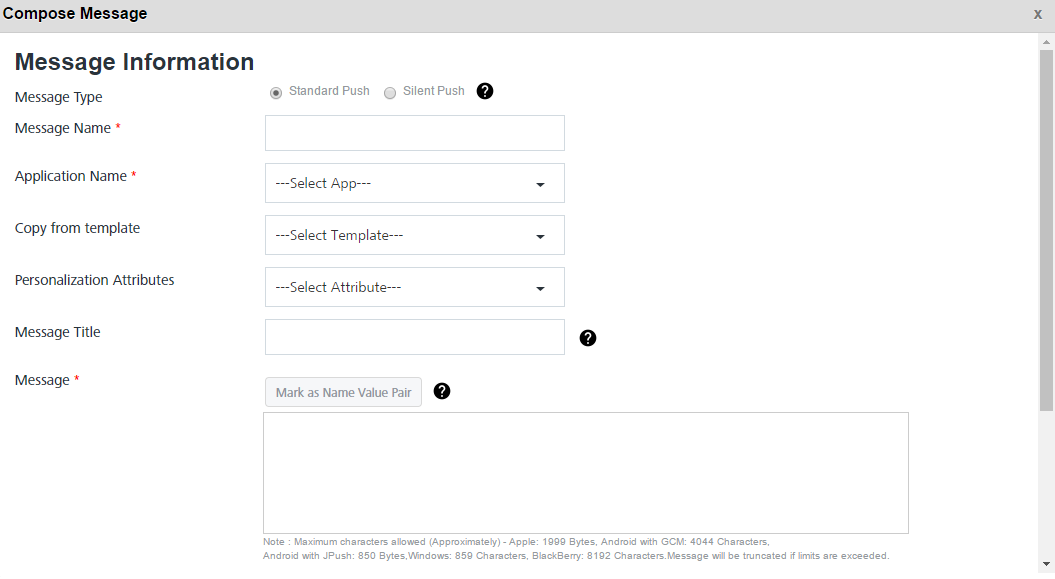 Compose Message x
Message Information
Message Type Standard Push Silent Push ?
Message Name *
Application Name * ---Select App---
Copy from template ---Select Template---
Personalization Attributes ---Select Attribute---
Message Title ?
Message * Mark as Name Value Pair ?
Note : Maximum characters allowed (Approximately) - Apple: 1999 Bytes, Android with GCM: 4044 Characters,
Android with JPush: 850 Bytes,Windows: 859 Characters, BlackBerry: 8192 Characters.Message will be truncated if limits are exceeded.